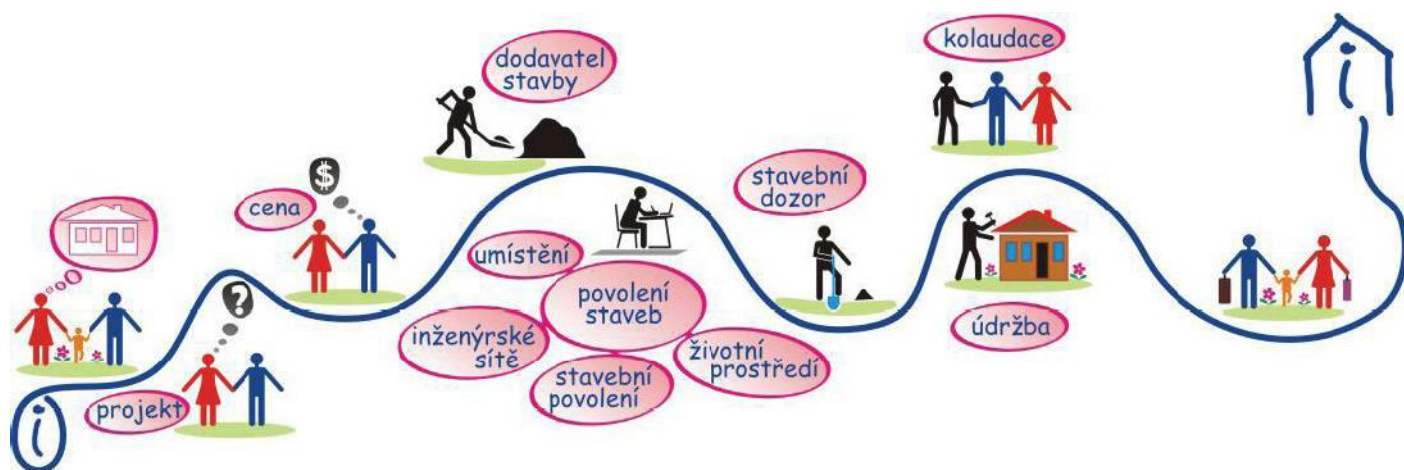 i
projekt
?
cena
$
dodavatel
stavby
umístění
povolení
staveb
inženýrské
sítě
stavební
povolení
životní
prostředí
stavební
dozor
kolaudace
údržba
i